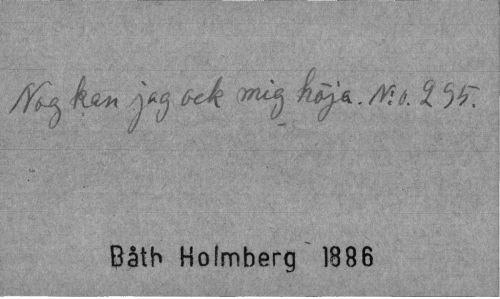 Nog kan jag ock mig höja. N:o. 295.
Båth Holmberg 1886